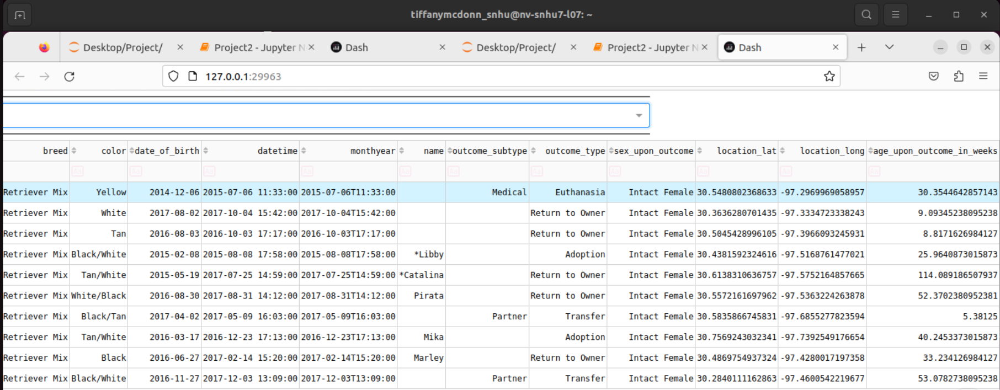 tiffanymcdonn_snhu@nv-snhu7-l07: ~
Desktop/Project/ Project2 - Jupyter N Dash Desktop/Project/ Project2 - Jupyter N Dash
127.0.0.1:29963
breed color date_of_birth datetime monthyear name outcome_subtype outcome_type sex_upon_outcome location_lat location_long age_upon_outcome_in_weeks
Aa Aa Aa Aa Aa Aa Aa Aa Aa Aa Aa
Retriever Mix Yellow 2014-12-06 2015-07-06 11:33:00 2015-07-06T11:33:00 Medical Euthanasia Intact Female 30.5480802368633 -97.2969969058957 30.3544642857143
Retriever Mix White 2017-08-02 2017-10-04 15:42:00 2017-10-04T15:42:00 Return to Owner Intact Female 30.3636280701435 -97.3334723338243 9.09345238095238
Retriever Mix Tan 2016-08-03 2016-10-03 17:17:00 2016-10-03T17:17:00 Return to Owner Intact Female 30.5045428996105 -97.3966093245931 8.8171626984127
Retriever Mix Black/White 2015-02-08 2015-08-08 17:58:00 2015-08-08T17:58:00 *Libby Adoption Intact Female 30.4381592324616 -97.5168761477021 25.9640873015873
Retriever Mix Tan/White 2015-05-19 2017-07-25 14:59:00 2017-07-25T14:59:00 *Catalina Return to Owner Intact Female 30.6138310636757 -97.5752164857665 114.089186507937
Retriever Mix White/Black 2016-08-30 2017-08-31 14:12:00 2017-08-31T14:12:00 Pirata Return to Owner Intact Female 30.5572161697962 -97.5363224263878 52.3702380952381
Retriever Mix Black/Tan 2017-04-02 2017-05-09 16:03:00 2017-05-09T16:03:00 Partner Transfer Intact Female 30.5835866745831 -97.6855277823594 5.38125
Retriever Mix Tan/White 2016-03-17 2016-12-23 17:13:00 2016-12-23T17:13:00 Mika Adoption Intact Female 30.7569243032341 -97.7392549176654 40.2453373015873
Retriever Mix Black 2016-06-27 2017-02-14 15:20:00 2017-02-14T15:20:00 Marley Return to Owner Intact Female 30.4869754937324 -97.4280017197358 33.234126984127
Retriever Mix Black/White 2016-11-27 2017-12-03 13:09:00 2017-12-03T13:09:00 Partner Transfer Intact Female 30.2840111162863 -97.4600542219677 53.0782738095238